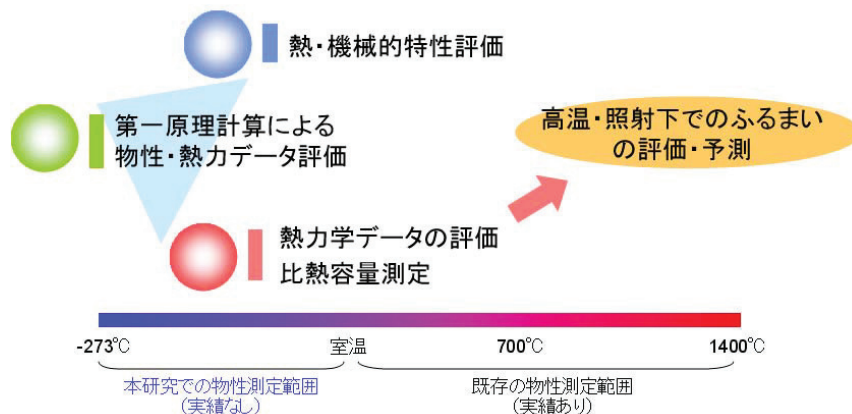 熱・機械的特性評価
第一原理計算による
物性・熱力データ評価
高温・照射下でのふるまい
の評価・予測
熱力学データの評価
比熱容量測定
-273℃ 室温 700℃ 1400℃
本研究での物性測定範囲 既存の物性測定範囲
(実績なし) (実績あり)